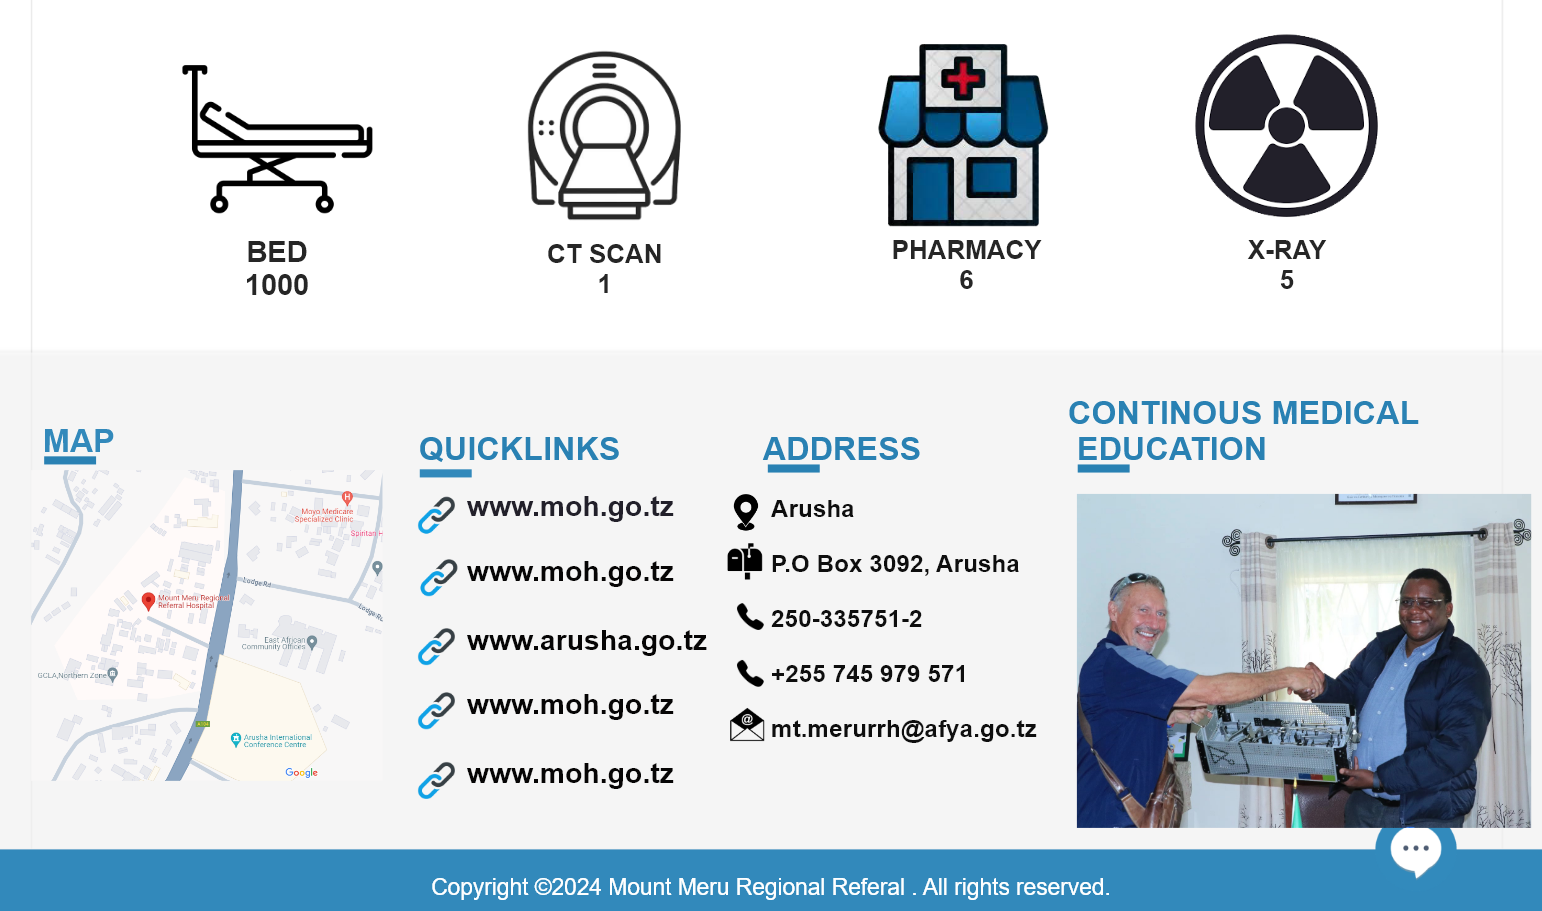 BED
1000
CT SCAN
1
PHARMACY
6
X-RAY
5
MAP
Moyo Medicare
Specialized Clinic
Spiritan H
Lodge Rd
Lodge Rd
Mount Meru Regional
Referral Hospital
East African
Community Offices
GCLA,Northern Zone
Arusha International
Conference Centre
Google
QUICKLINKS
www.moh.go.tz
www.moh.go.tz
www.arusha.go.tz
www.moh.go.tz
www.moh.go.tz
ADDRESS
Arusha
P.O Box 3092, Arusha
250-335751-2
+255 745 979 571
@
mt.merurrh@afya.go.tz
CONTINOUS MEDICAL
EDUCATION
Copyright ©2024 Mount Meru Regional Referal . All rights reserved.